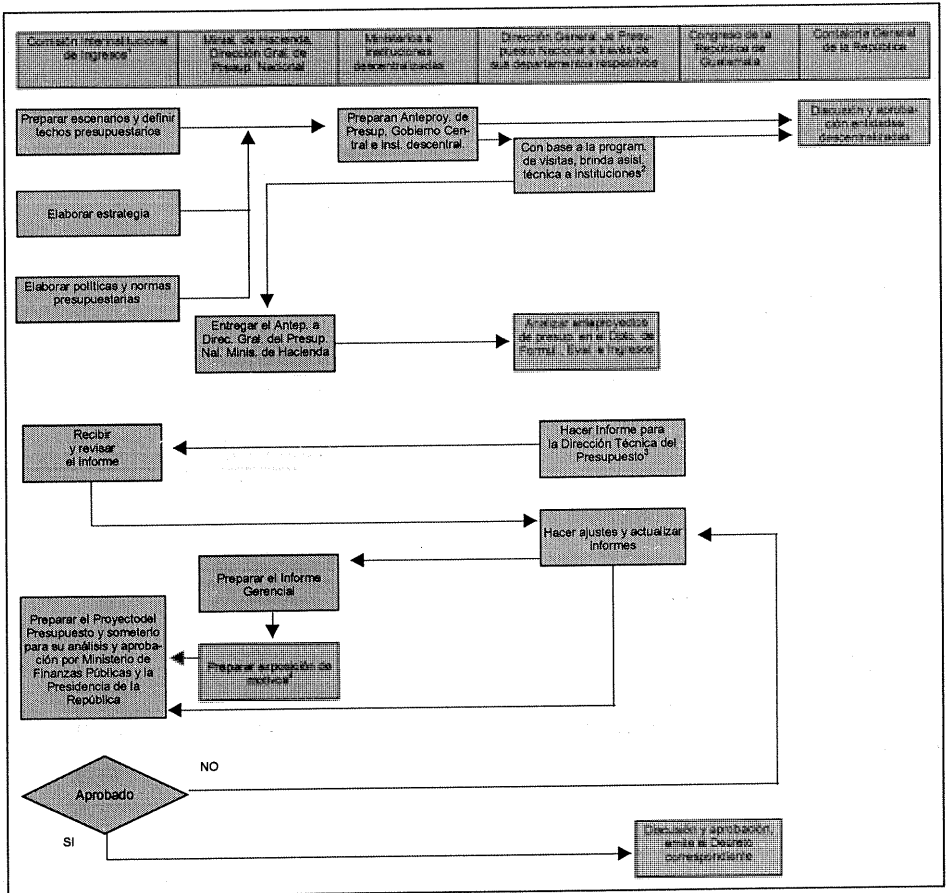 Comisión Interinstitucional
de Ingresos¹
Minist. de Hacienda
Dirección Gral. de
Presup. Nacional
Ministerios e
Instituciones
descentralizadas
Dirección General de Presu-
puesto Nacional a través de
sus departamentos respectivos
Congreso de la
República de
Guatemala
Contaloría General
de la República
Preparar escenarios y definir
techos presupuestarios
Preparan Anteproy. de
Presup. Gobierno Cen-
tral e Inst. descentral.
Discusión y aproba-
ción entidades
descentralizadas
Con base a la program.
de visitas, brinda asist.
técnica a instituciones²
Elaborar estrategia
Elaborar políticas y normas
presupuestarias
Entregar el Antep. a
Direc. Gral. del Presup.
Nal. Minis. de Hacienda
Analizar anteproyectos
de presup. en el Dpto. de
Formul., Eval. e Ingresos
Recibir
y revisar
el informe
Hacer Informe para
la Dirección Técnica del
Presupuesto³
Hacer ajustes y actualizar
informes
Preparar el Informe
Gerencial
Preparar el Proyectodel
Presupuesto y someterlo
para su análisis y aproba-
ción por Ministerio de
Finanzas Públicas y la
Presidencia de la
República
Preparar exposición de
motivos⁴
NO
Aprobado
SI
Discusión y aprobación,
emite el Decreto
correspondiente